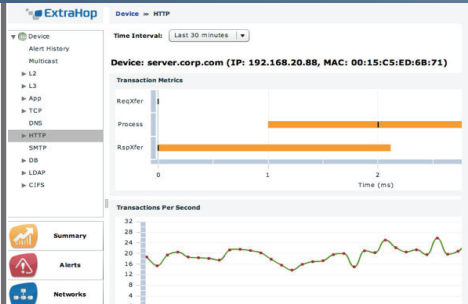 ExtraHop
Device >> HTTP
Device
Alert History
Multicast
L2
L3
App
TCP
DNS
HTTP
SMTP
DB
LDAP
CIFS
Summary
Alerts
Networks
Time Interval: Last 30 minutes
Device: server.corp.com (IP: 192.168.20.88, MAC: 00:15:C5:ED:6B:71)
Transaction Metrics
ReqXfer
Process
RspXfer
0 1 2
Time (ms)
Transactions Per Second
32
28
24
20
16
12
8
4